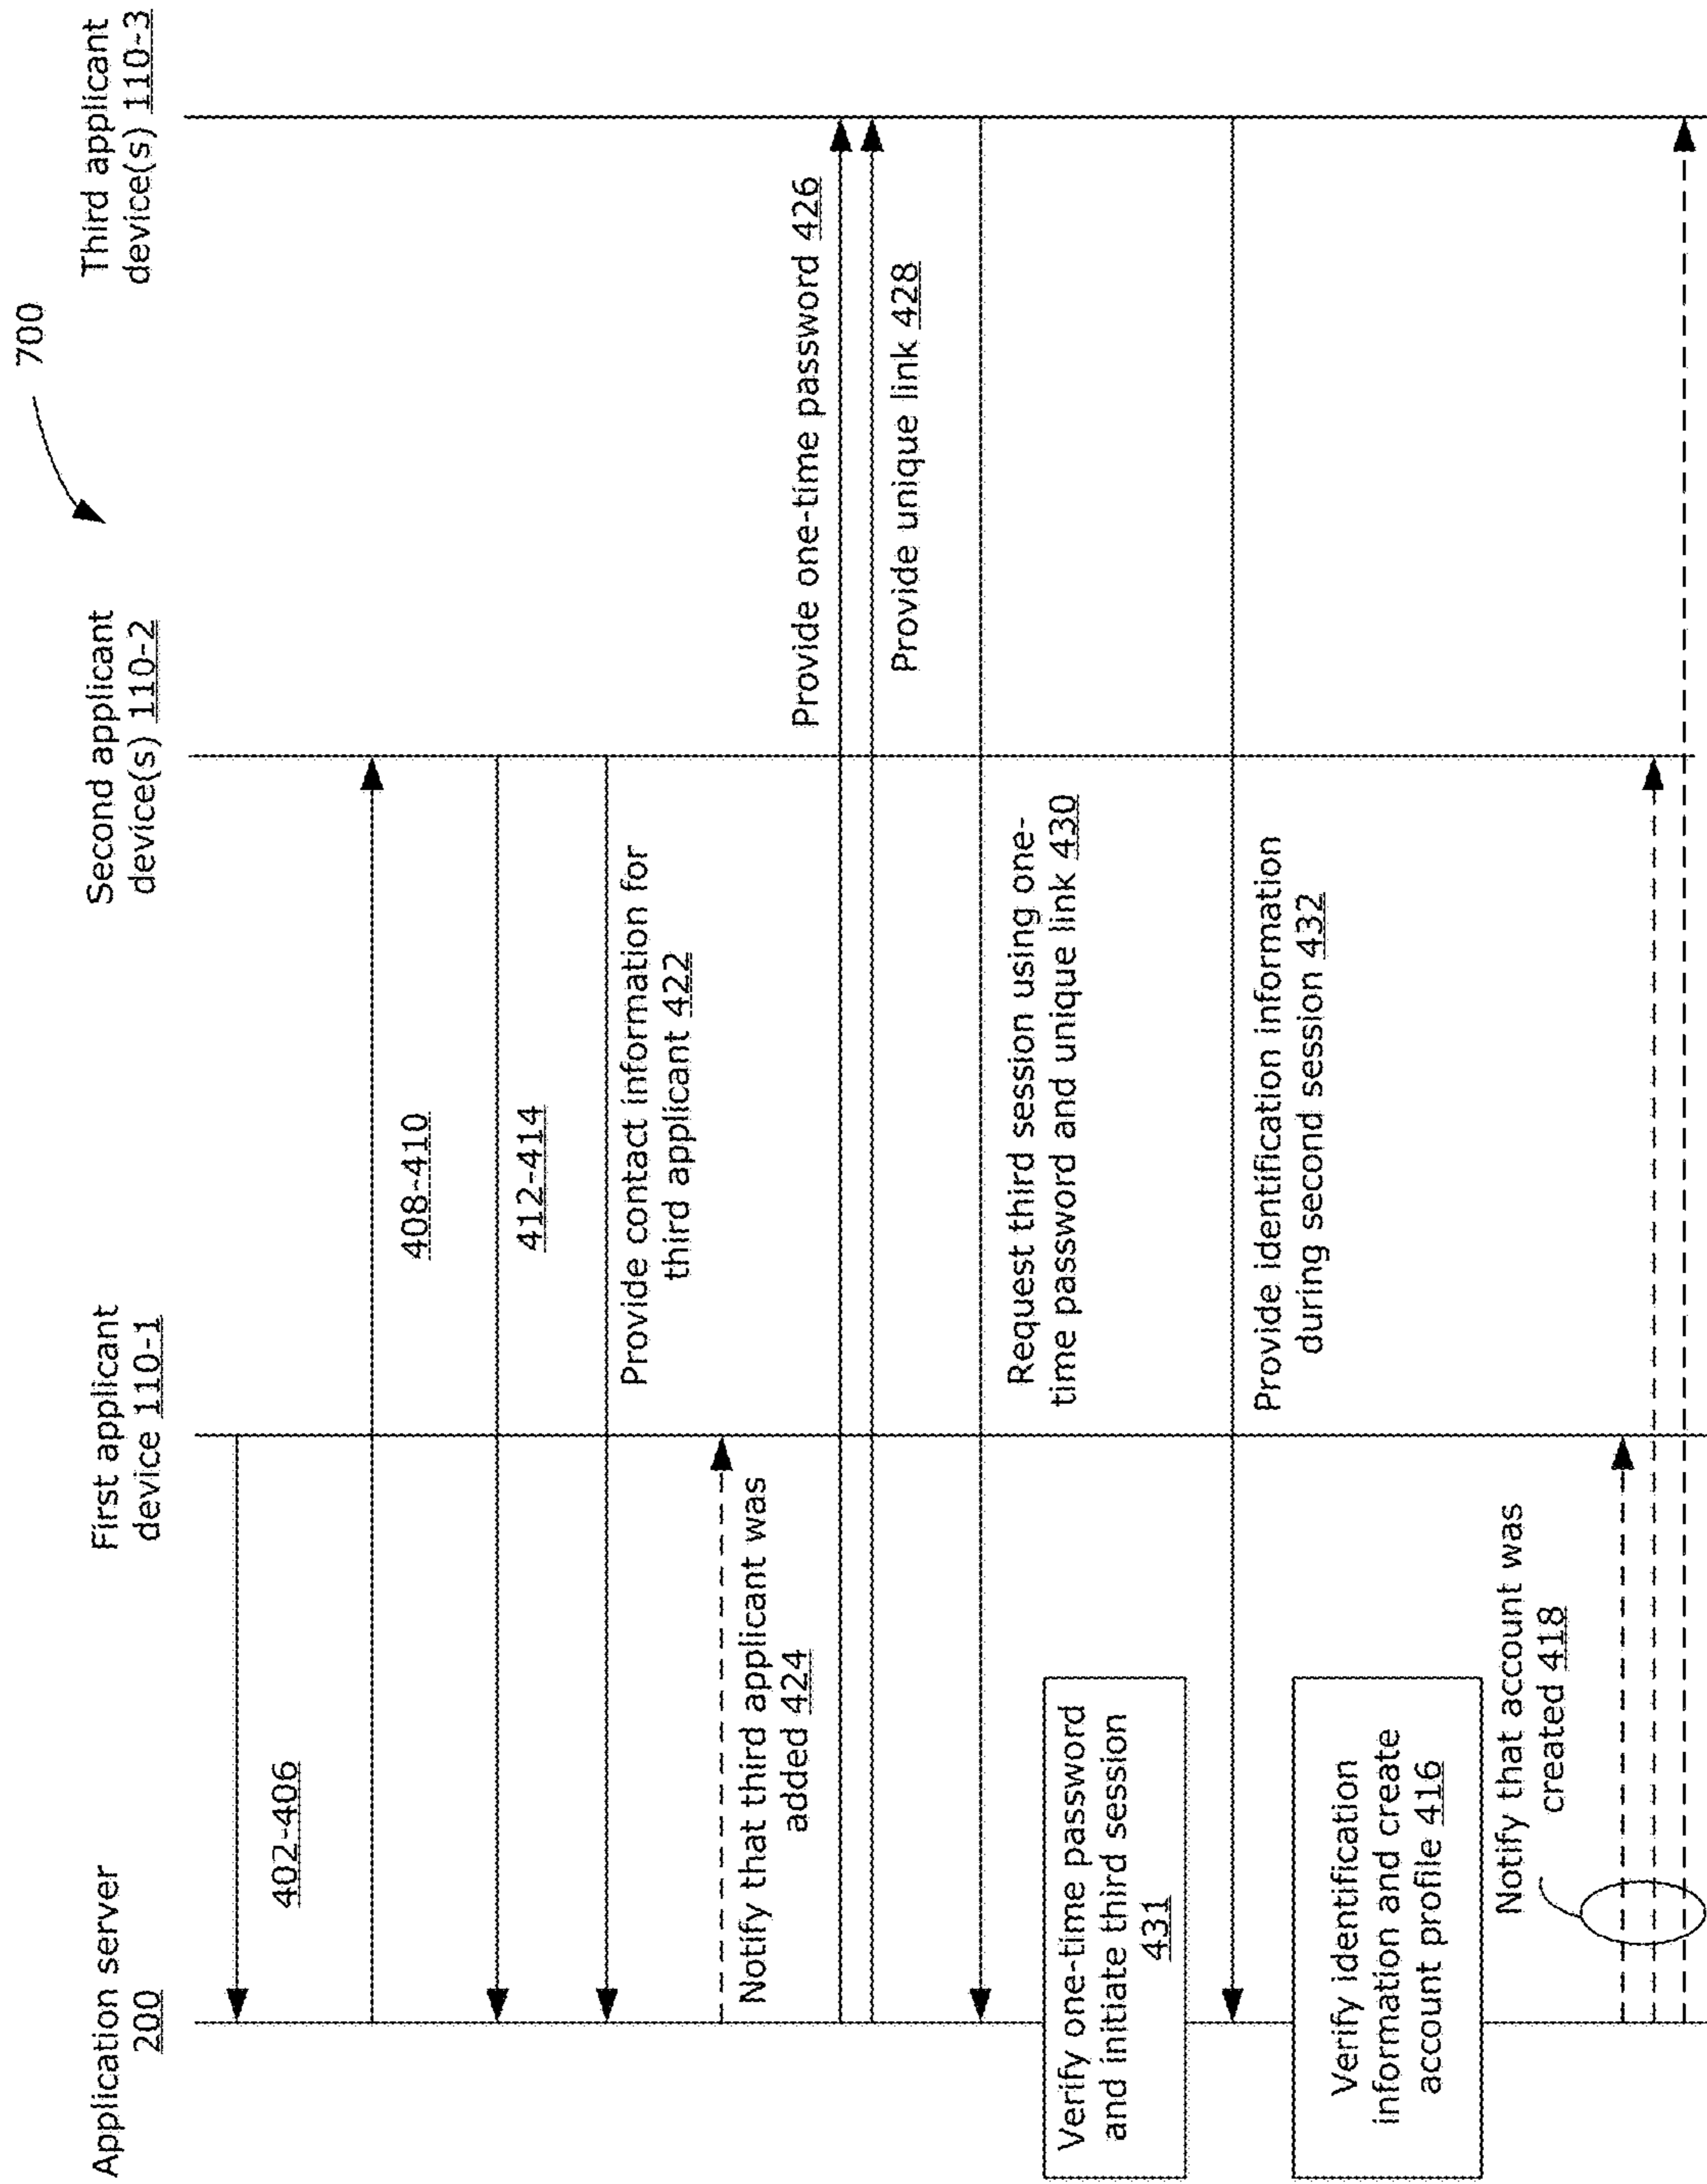 700
Application server
200
First applicant
device 110-1
Second applicant
device(s) 110-2
Third applicant
device(s) 110-3
402-406
408-410
412-414
Provide contact information for
third applicant 422
Notify that third applicant was
added 424
Provide one-time password 426
Provide unique link 428
Request third session using one-
time password and unique link 430
Verify one-time password
and initiate third session
431
Provide identification information
during second session 432
Verify identification
information and create
account profile 416
Notify that account was
created 418